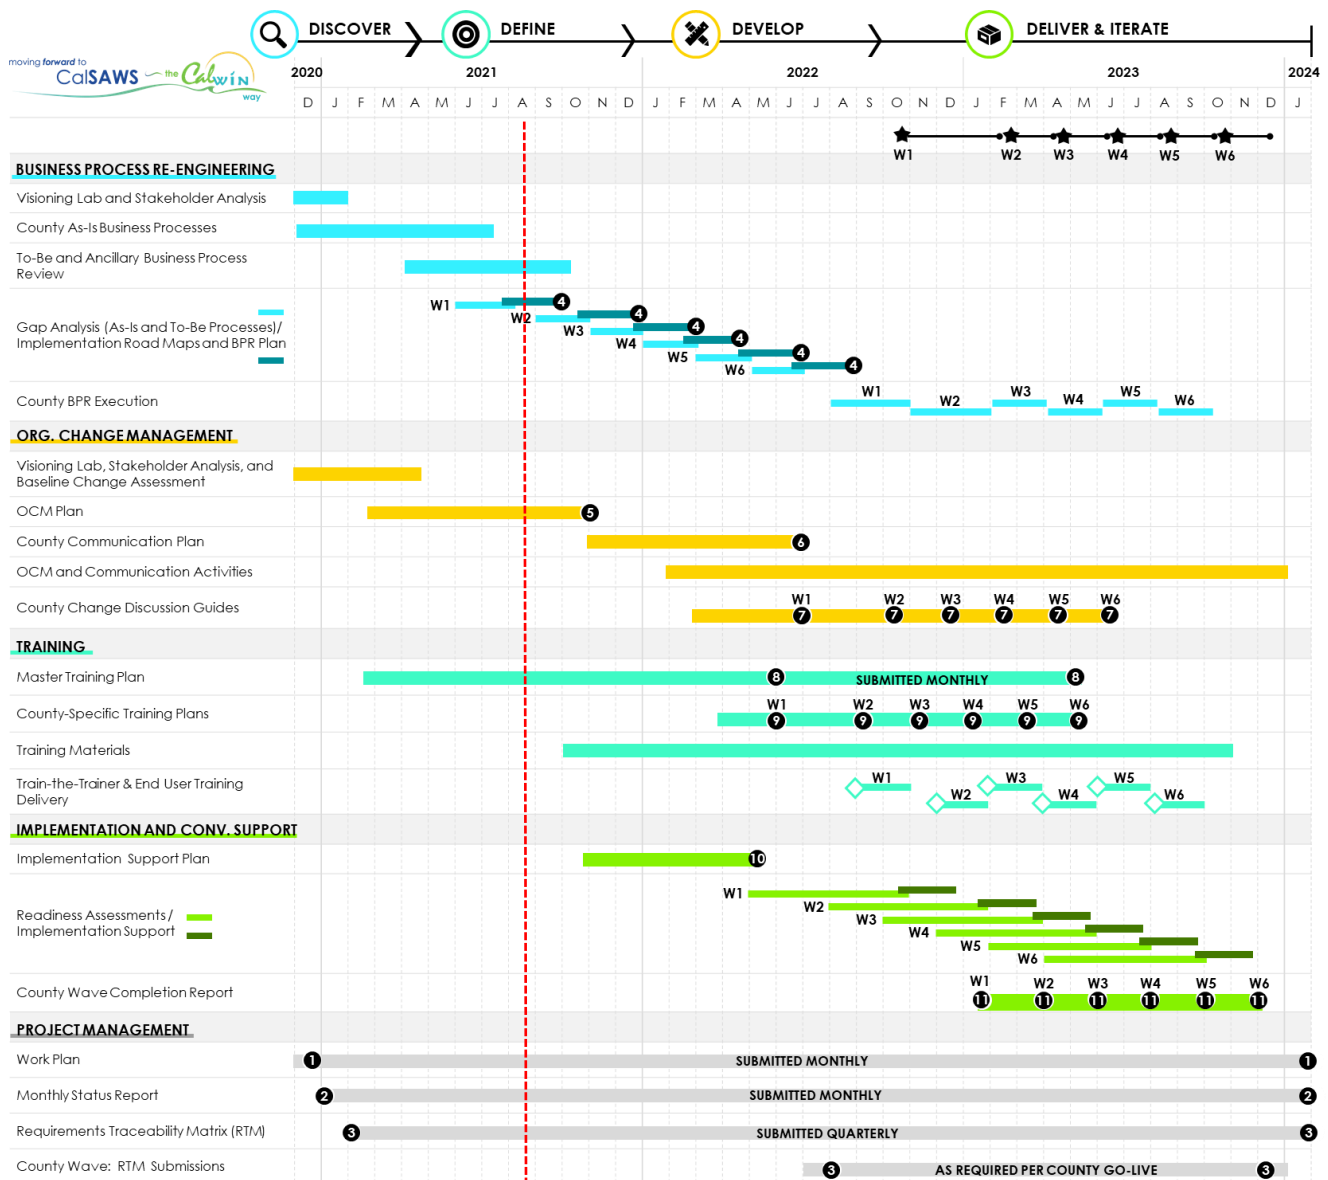 DISCOVER DEFINE DEVELOP DELIVER & ITERATE
moving forward to
CalSAWS the CalWIN
way
2020 2021 2022 2023 2024
D J F M A M J J A S O N D J F M A M J J A S O N D J F M A M J J A S O N D J
W1 W2 W3 W4 W5 W6
BUSINESS PROCESS RE-ENGINEERING
Visioning Lab and Stakeholder Analysis
County As-Is Business Processes
To-Be and Ancillary Business Process
Review
W1 4
W2 4
W3 4
Gap Analysis (As-Is and To-Be Processes)/
Implementation Road Maps and BPR Plan
W4 4
W5 4
W6 4
County BPR Execution
W1 W2 W3 W4 W5 W6
ORG. CHANGE MANAGEMENT
Visioning Lab, Stakeholder Analysis, and
Baseline Change Assessment
OCM Plan 5
County Communication Plan 6
OCM and Communication Activities
County Change Discussion Guides
W1 W2 W3 W4 W5 W6
7 7 7 7 7 7
TRAINING
Master Training Plan 8 SUBMITTED MONTHLY 8
County-Specific Training Plans
W1 W2 W3 W4 W5 W6
9 9 9 9 9 9
Training Materials
Train-the-Trainer & End User Training
Delivery
W1 W2 W3 W4 W5 W6
IMPLEMENTATION AND CONV. SUPPORT
Implementation Support Plan 10
Readiness Assessments/
Implementation Support
W1
W2
W3
W4
W5
W6
County Wave Completion Report
W1 W2 W3 W4 W5 W6
11 11 11 11 11 11
PROJECT MANAGEMENT
Work Plan 1 SUBMITTED MONTHLY 1
Monthly Status Report 2 SUBMITTED MONTHLY 2
Requirements Traceability Matrix (RTM) 3 SUBMITTED QUARTERLY 3
County Wave: RTM Submissions 3 AS REQUIRED PER COUNTY GO-LIVE 3